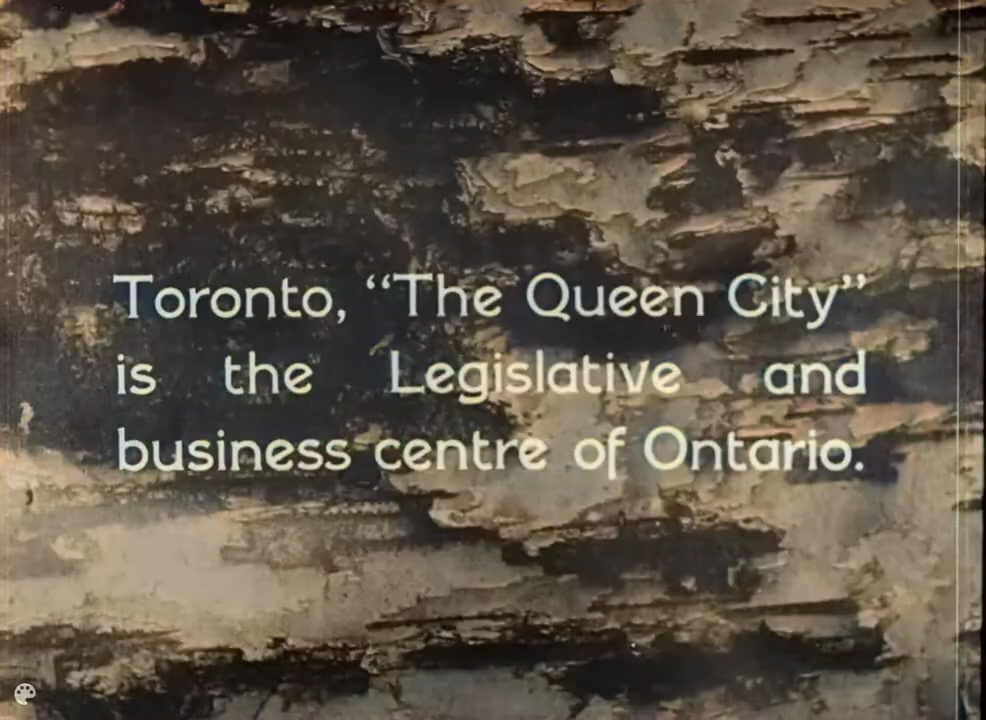 Toronto, “The Queen City”
is the Legislative and
business centre of Ontario.